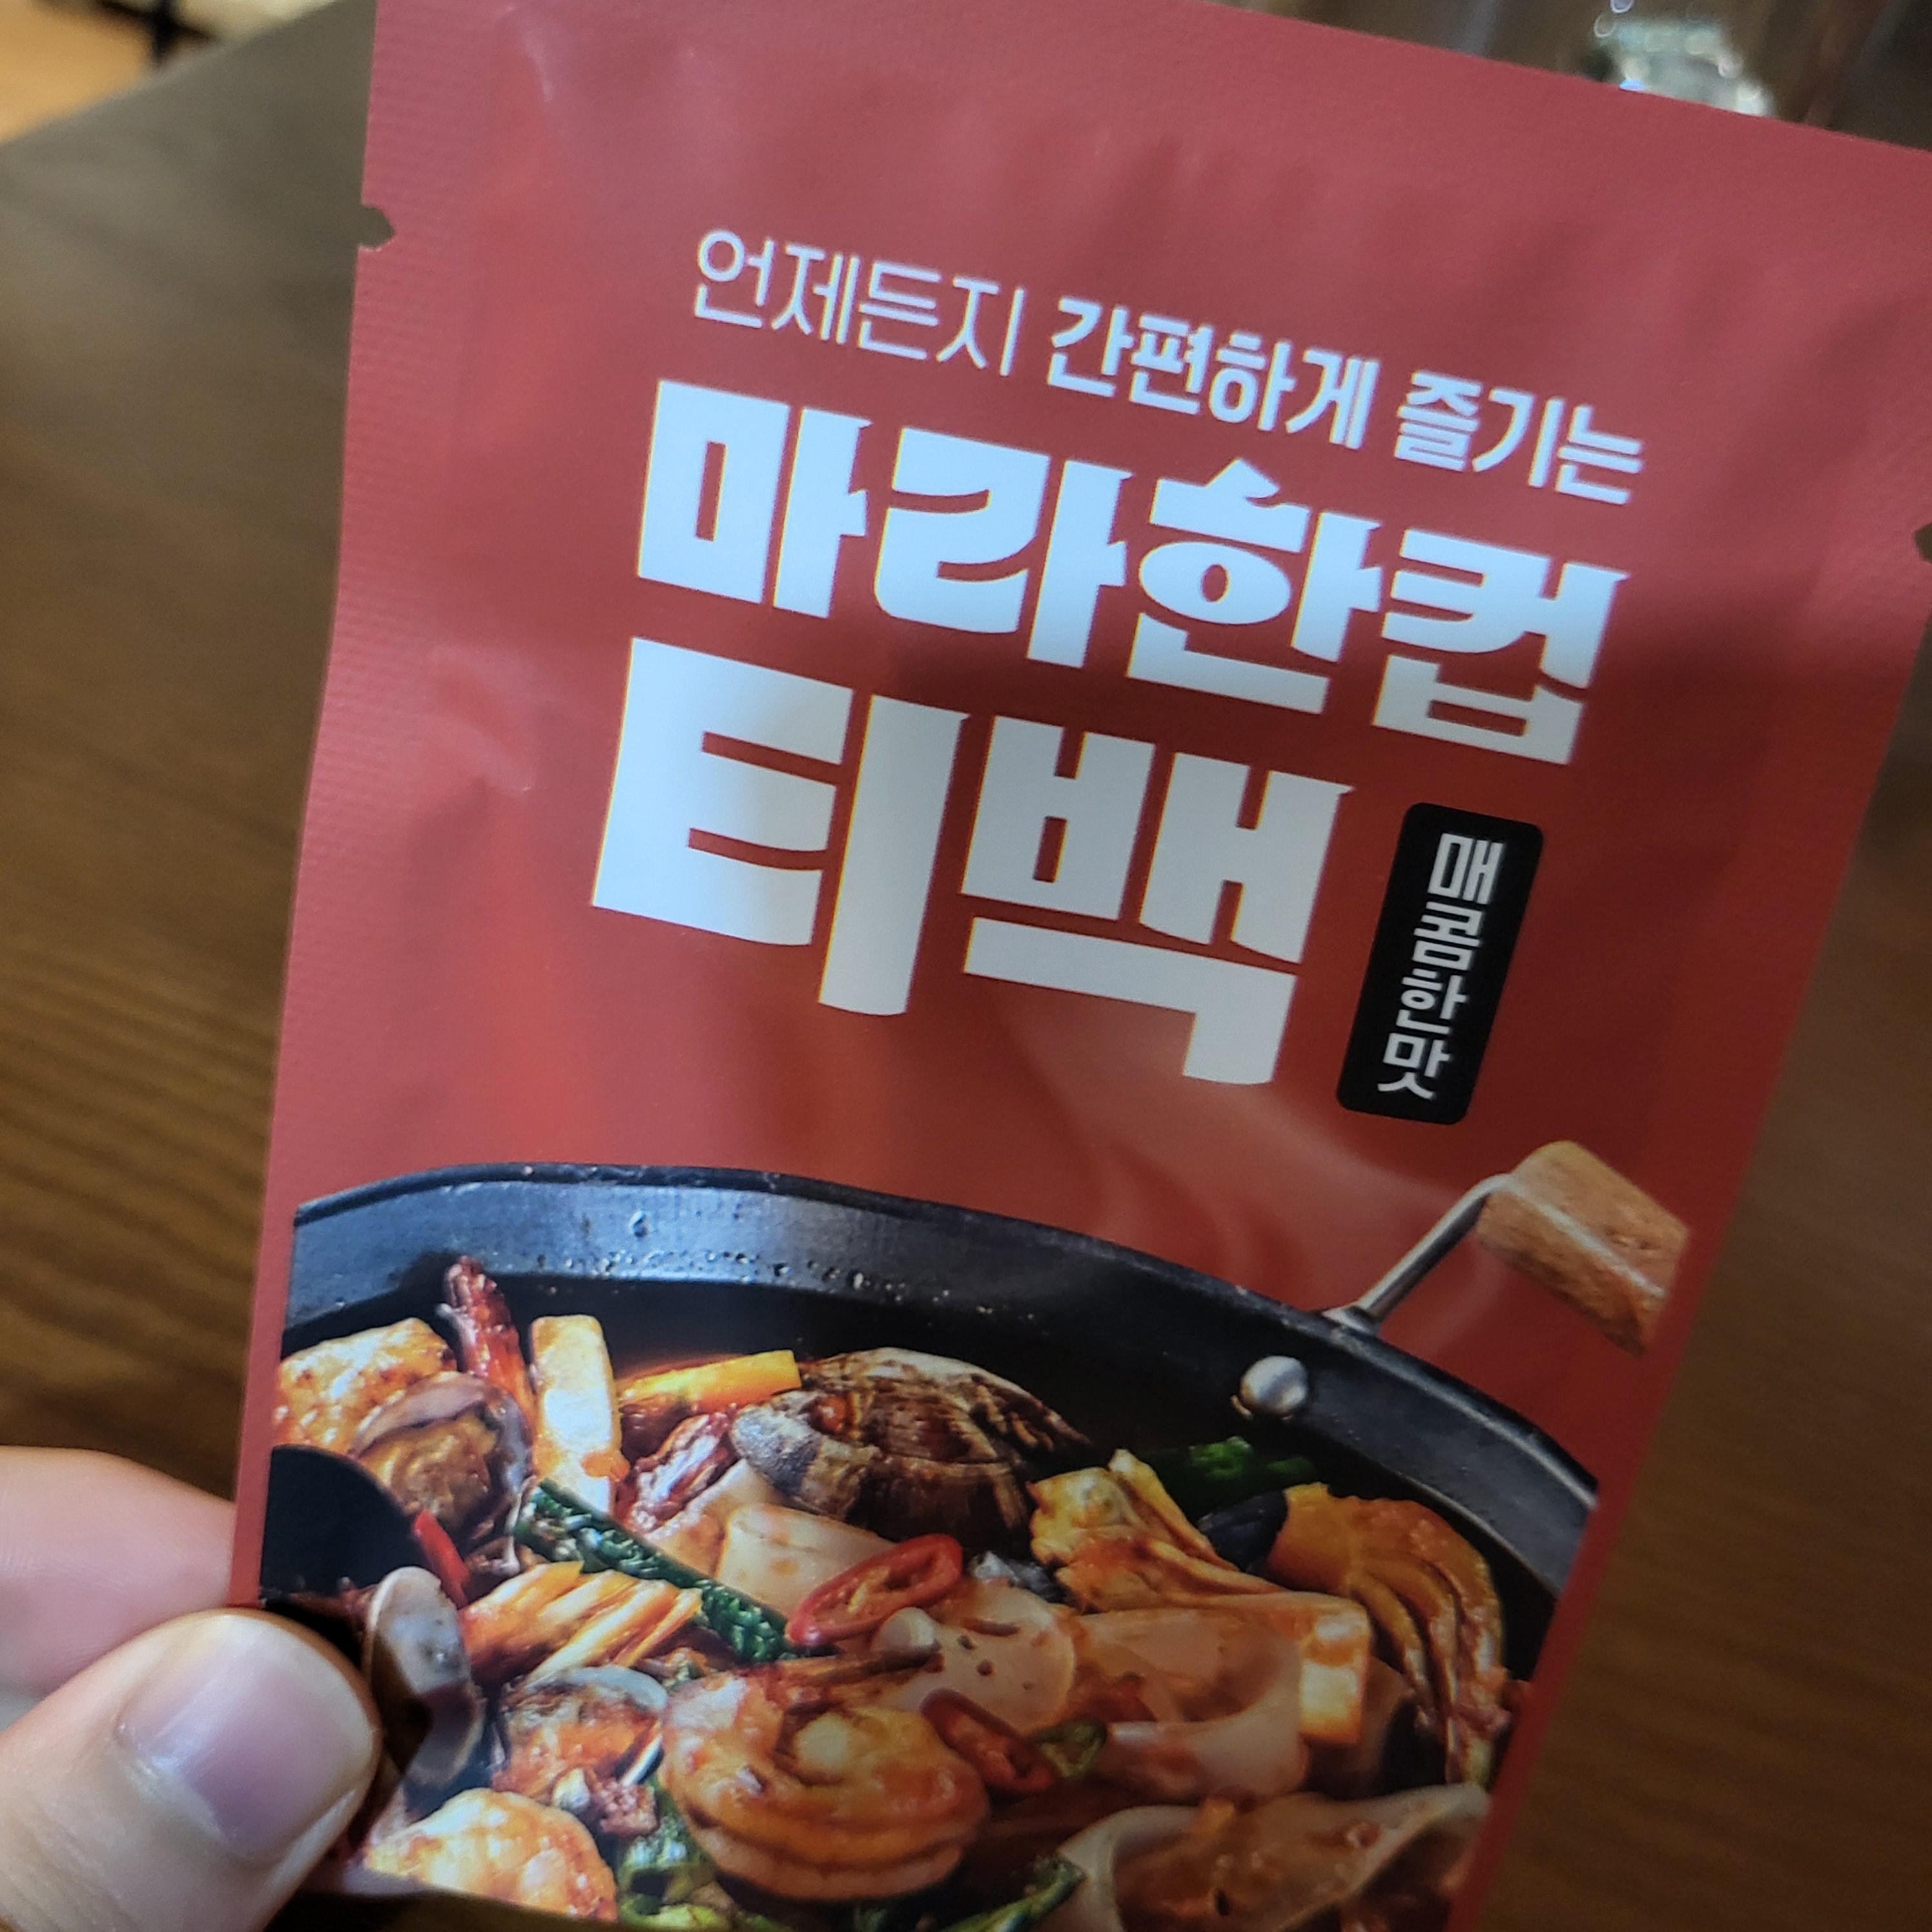 언제든지 간편하게 즐기는
마라한컵
티백
매콤한맛